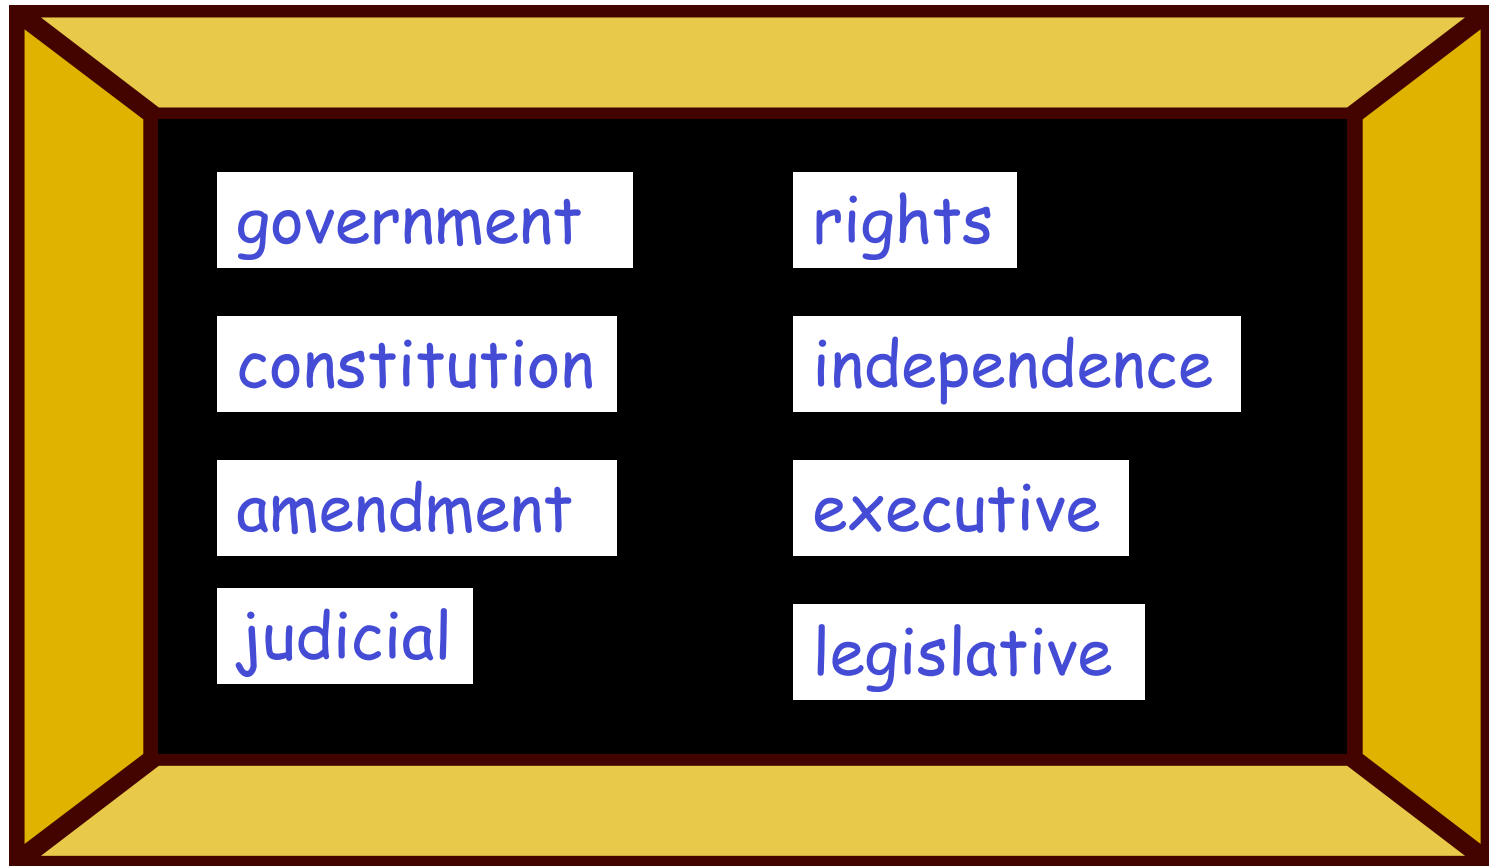 government
rights
constitution
independence
amendment
executive
judicial
legislative